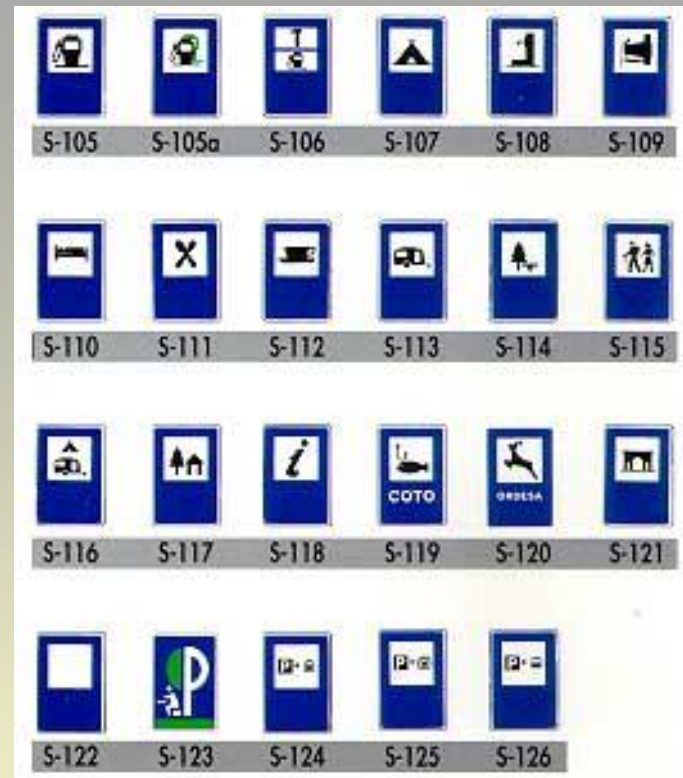 S-105 S-105a S-106 S-107 S-108 S-109
S-110 S-111 S-112 S-113 S-114 S-115
i COTO ORDESA
S-116 S-117 S-118 S-119 S-120 S-121
P P+ P+ P+
S-122 S-123 S-124 S-125 S-126